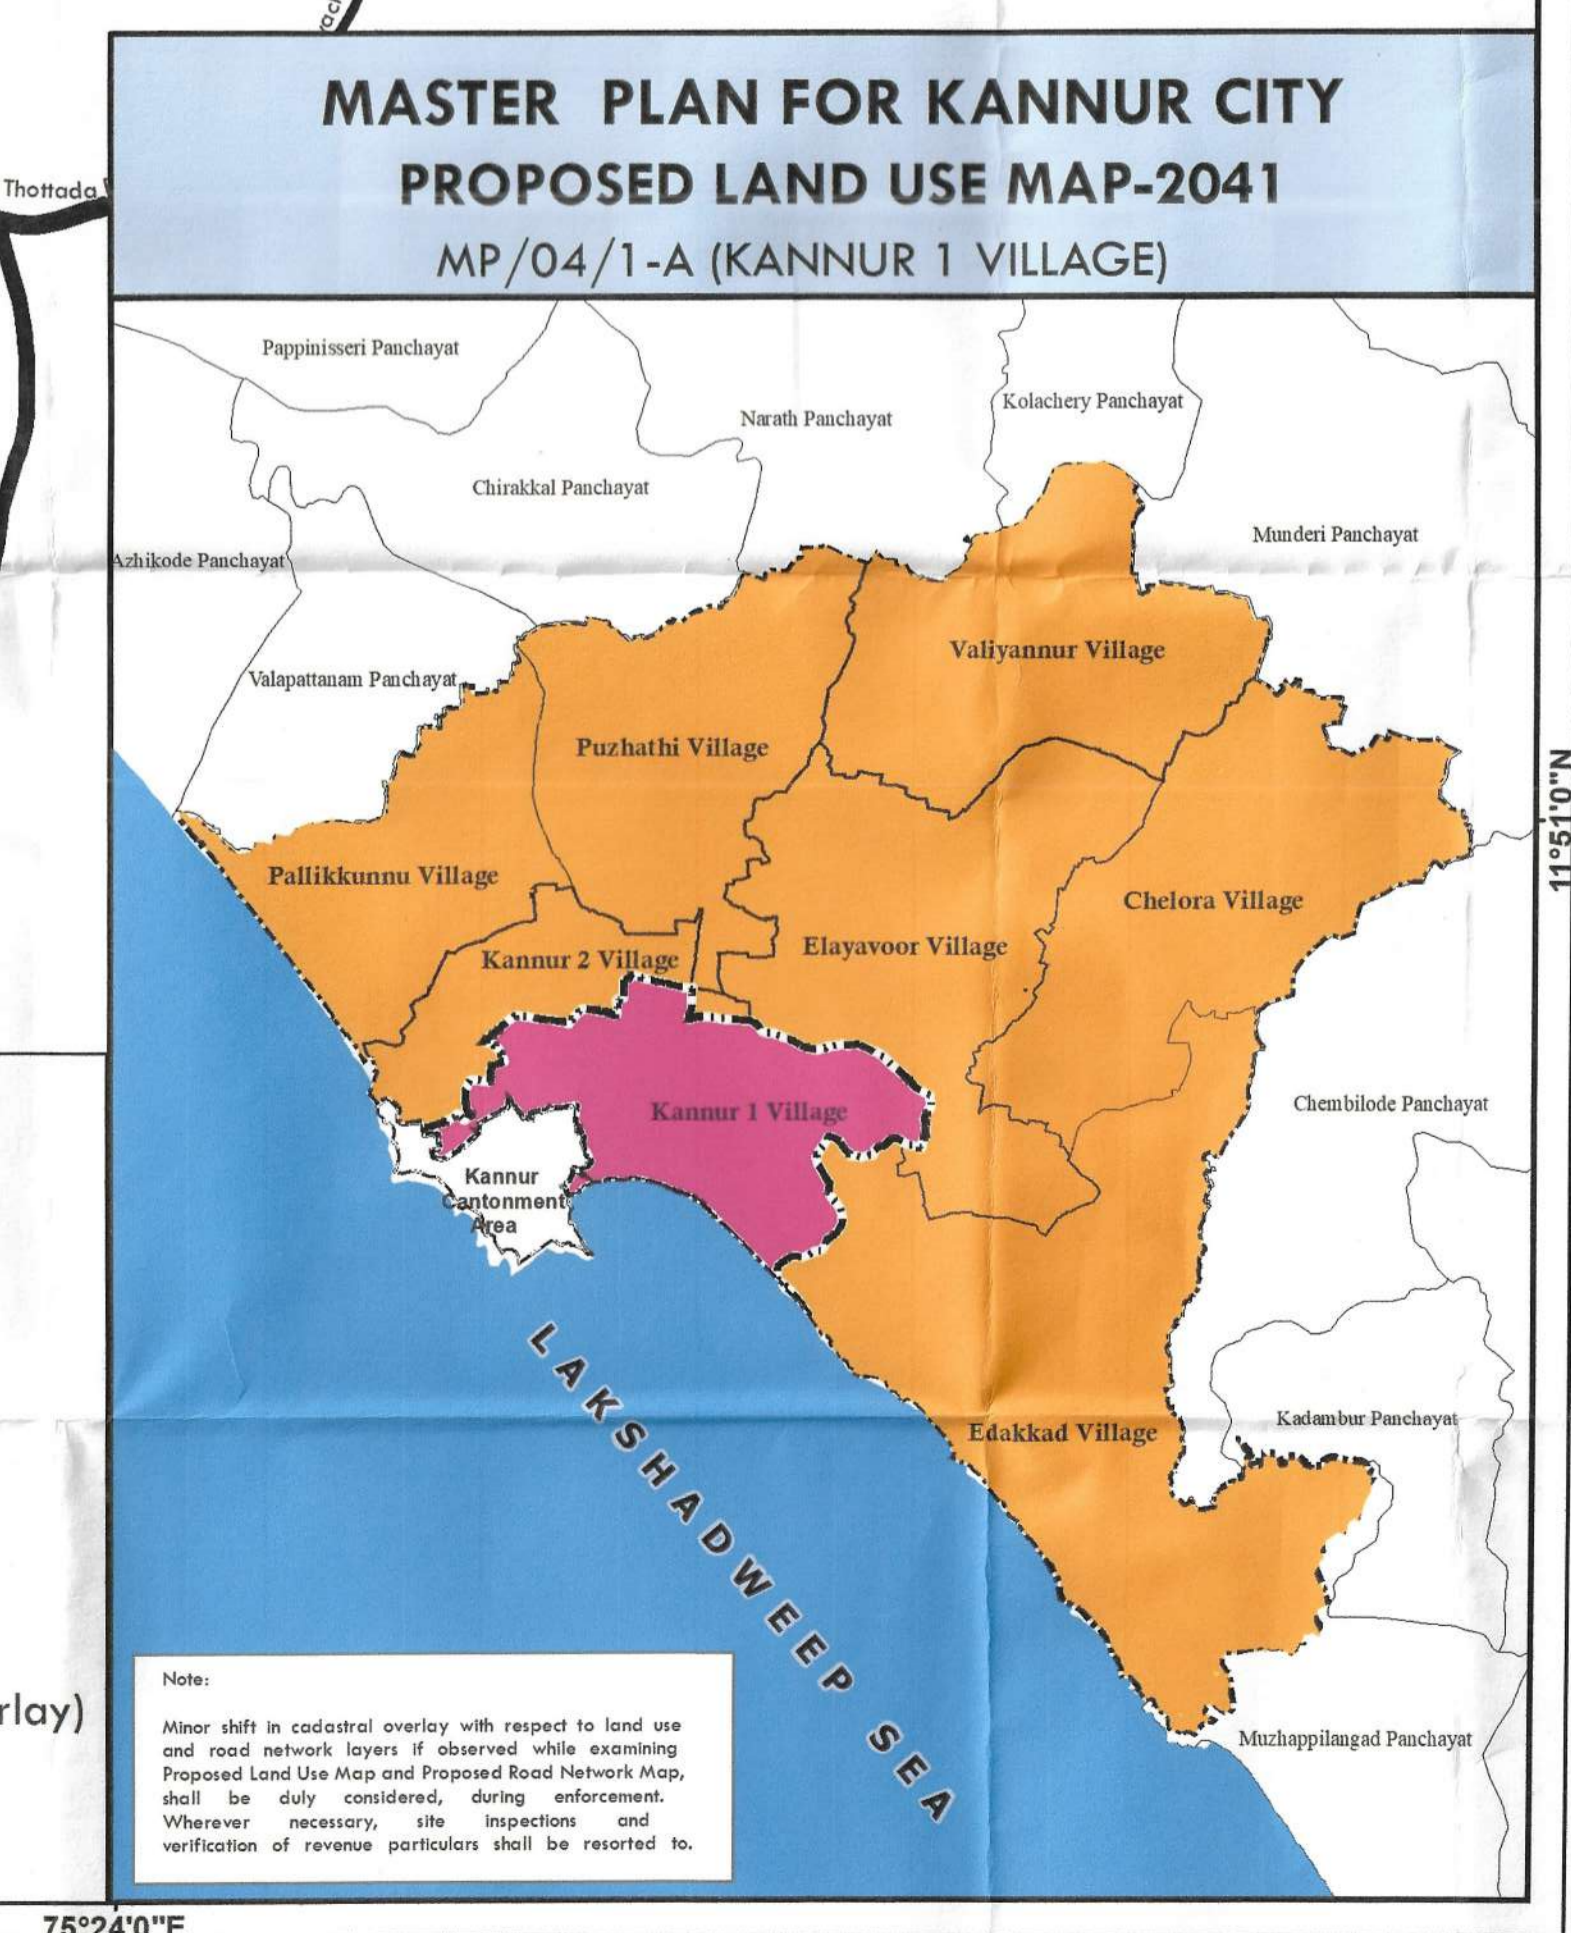 Thottada
MASTER PLAN FOR KANNUR CITY
PROPOSED LAND USE MAP-2041
MP/04/1-A (KANNUR 1 VILLAGE)
Pappinisseri Panchayat
Narath Panchayat
Kolachery Panchayat
Chirakkal Panchayat
Munderi Panchayat
Azhikode Panchayat
Valiyannur Village
Valapattanam Panchayat
Puzhathi Village
11°51'0"N
Pallikkunnu Village
Chelora Village
Elayavoor Village
Kannur 2 Village
Kannur 1 Village
Chembilode Panchayat
Kannur
Cantonment
Area
LAKSHADWEEP SEA
Kadambur Panchayat
Edakkad Village
Muzhappilangad Panchayat
Note:
Minor shift in cadastral overlay with respect to land use
and road network layers if observed while examining
Proposed Land Use Map and Proposed Road Network Map,
shall be duly considered, during enforcement.
Wherever necessary, site inspections and
verification of revenue particulars shall be resorted to.
rlay)
75°24'0"E